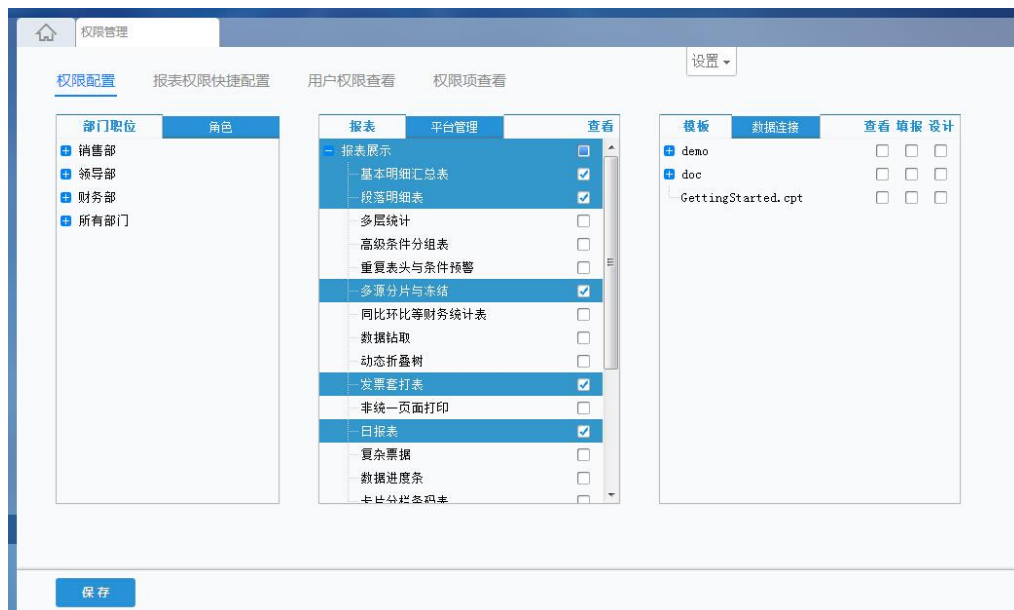 权限管理
设置
权限配置 报表权限快捷配置 用户权限查看 权限项查看
部门职位 角色
销售部
领导部
财务部
所有部门
报表 平台管理 查看
报表展示
基本明细汇总表
段落明细表
多层统计
高级条件分组表
重复表头与条件预警
多源分片与冻结
同比环比等财务统计表
数据钻取
动态折叠树
发票套打表
非统一页面打印
日报表
复杂票据
数据进度条
卡片分栏条码表
模板 数据连接 查看 填报 设计
demo
doc
GettingStarted.cpt
保存